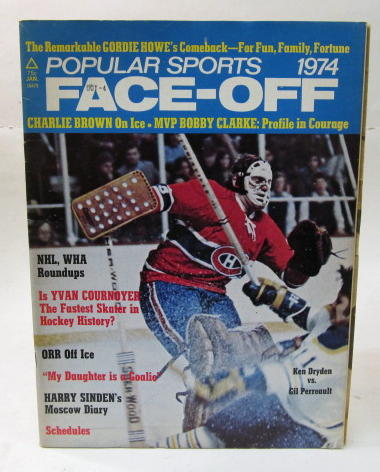 The Remarkable GORDIE HOWE's Comeback—For Fun, Family, Fortune
75c
JAN.
POPULAR SPORTS 1974
FACE-OFF
CHARLIE BROWN On Ice • MVP BOBBY CLARKE: Profile in Courage
NHL, WHA
Roundups
Is YVAN COURNOYER
The Fastest Skater in
Hockey History?
ORR Off Ice
"My Daughter is a Goalie"
HARRY SINDEN's
Moscow Diary
Schedules
Ken Dryden
vs.
Gil Perreault